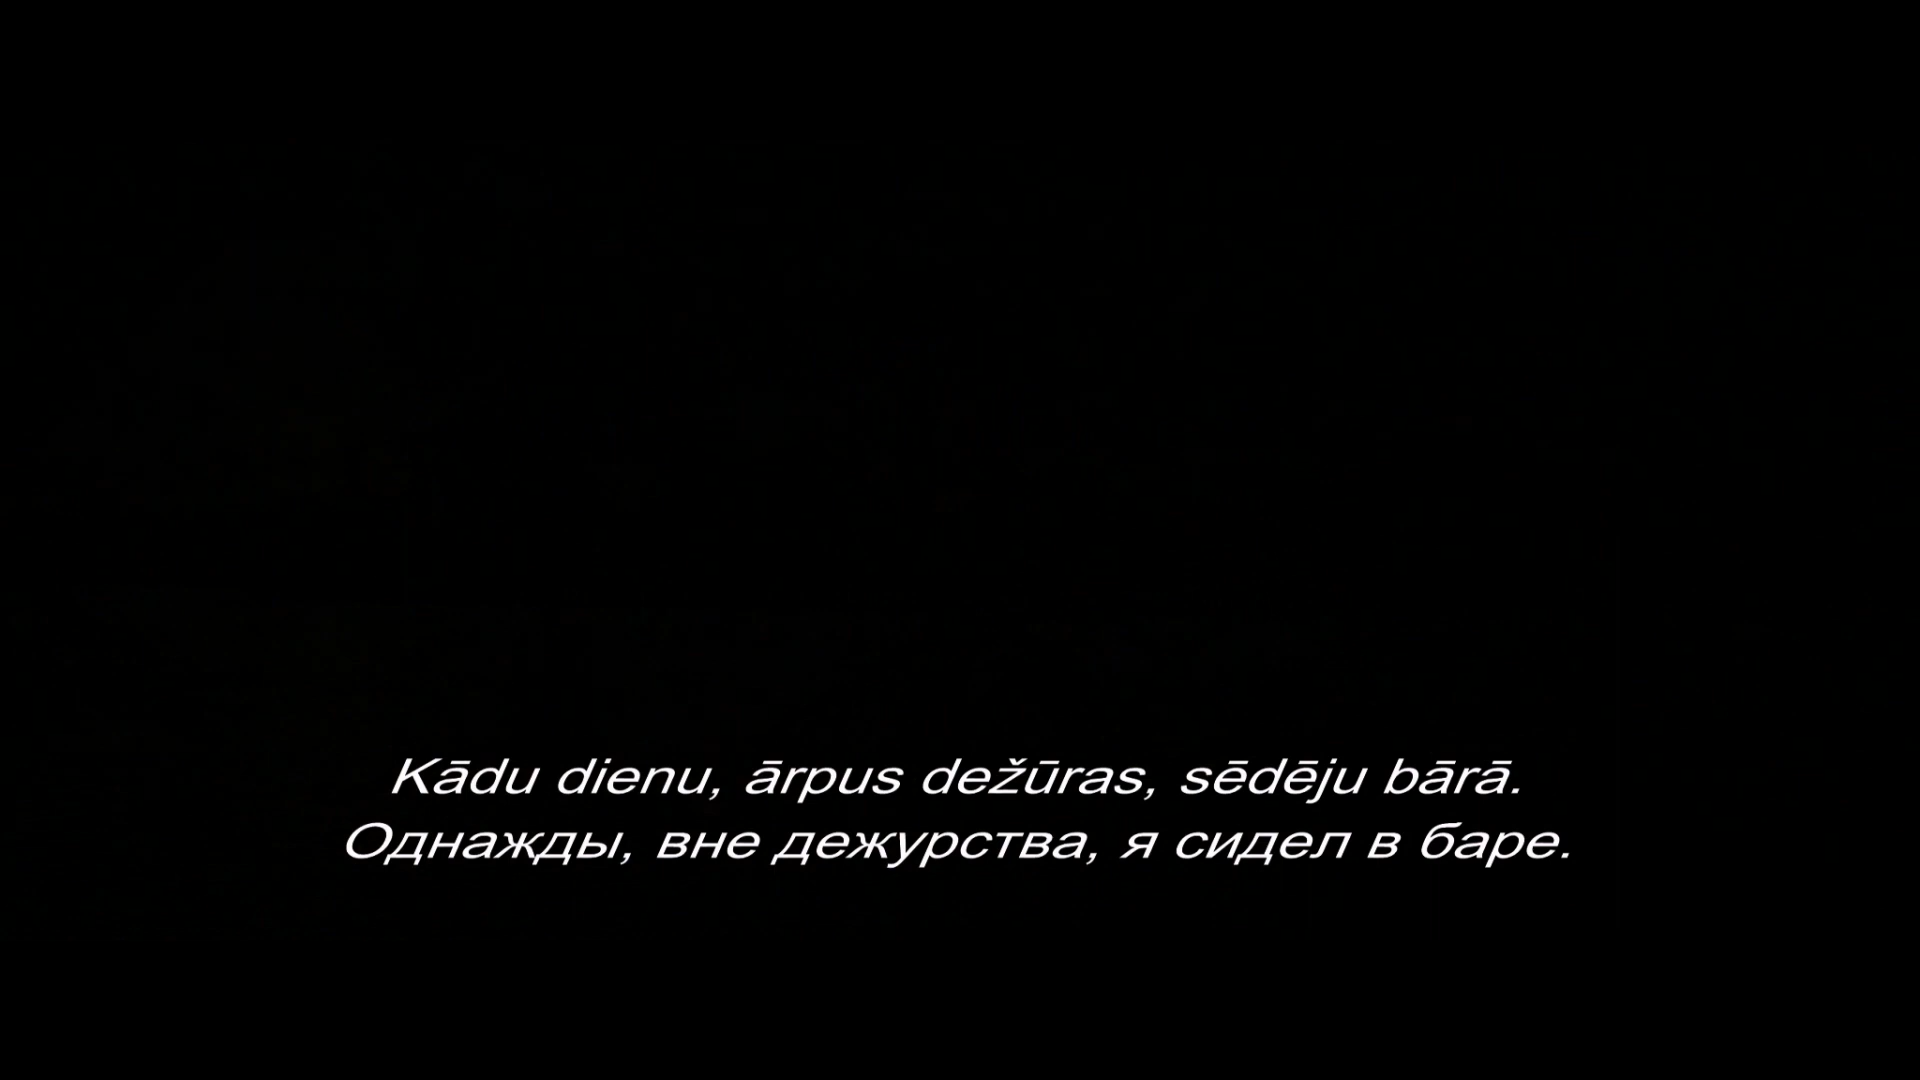 Kādu dienu, ārpus dežūras, sēdēju bārā.
Однажды, вне дежурства, я сидел в баре.